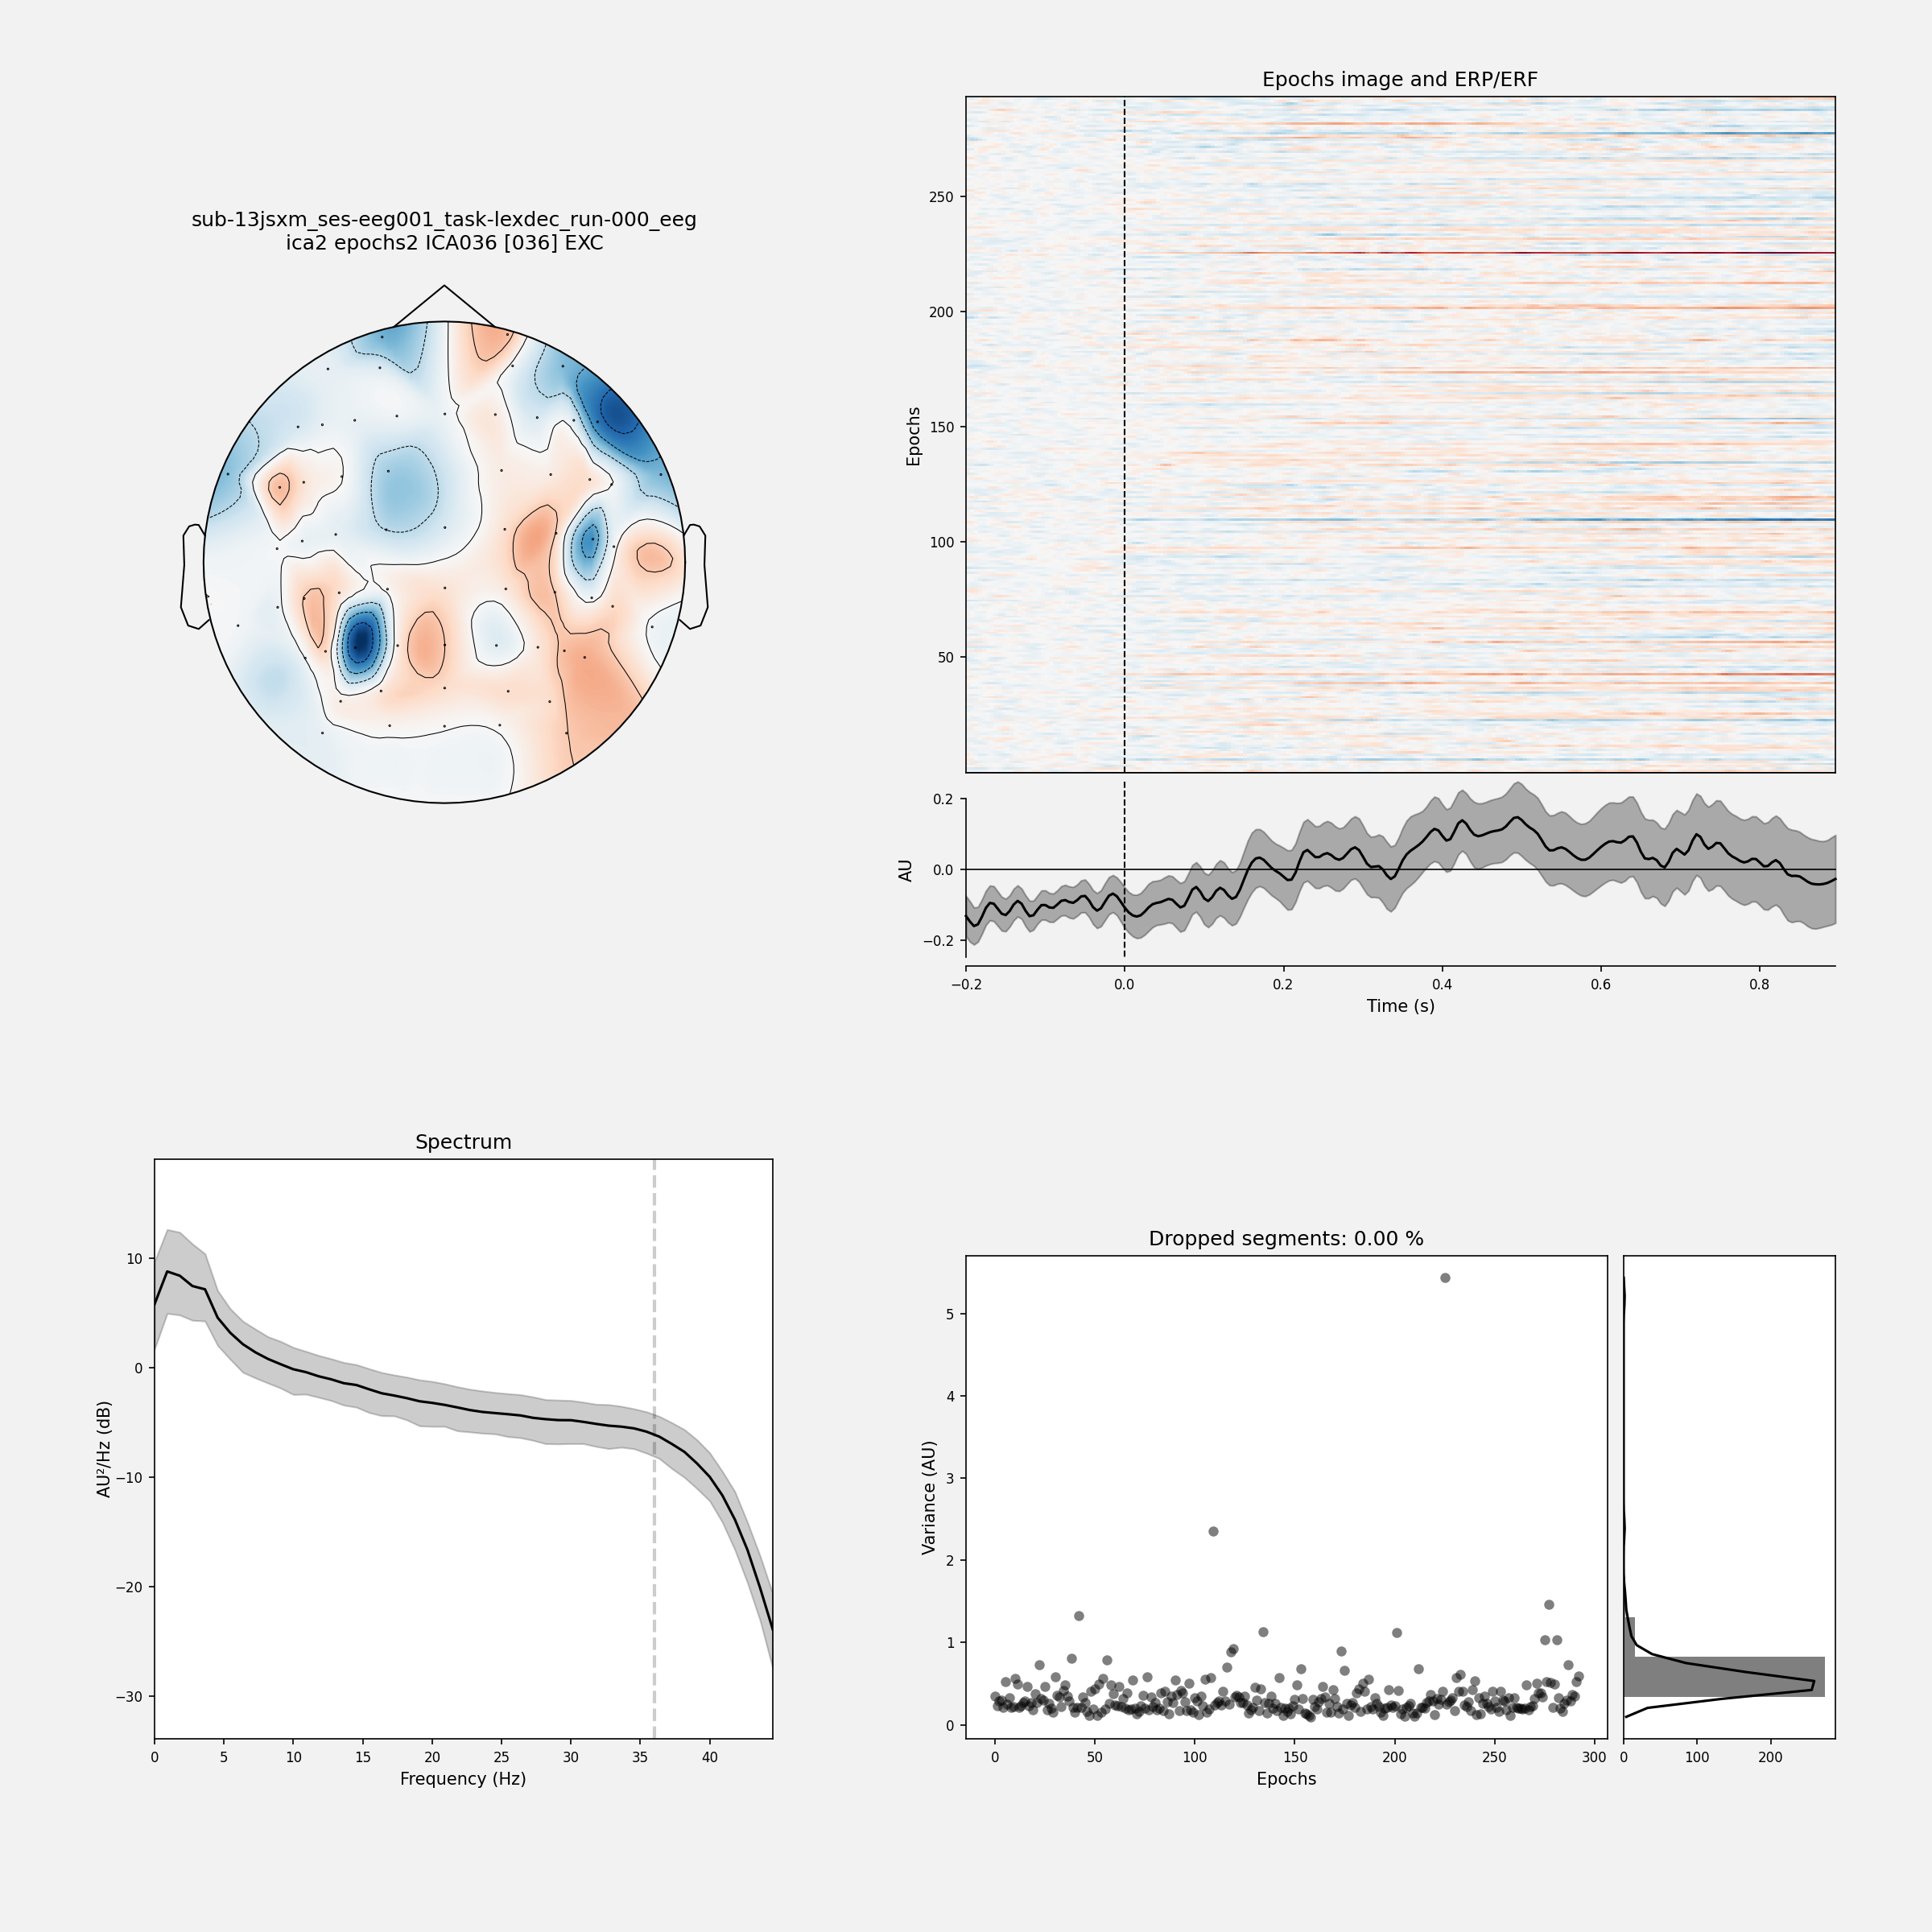 sub-13jsxm_ses-eeg001_task-lexdec_run-000_eeg
ica2 epochs2 ICA036 [036] EXC
Epochs image and ERP/ERF
Epochs
250
200
150
100
50
AU
0.2
0.0
−0.2
−0.2 0.0 0.2 0.4 0.6 0.8
Time (s)
Spectrum
AU²/Hz (dB)
10
0
−10
−20
−30
0 5 10 15 20 25 30 35 40
Frequency (Hz)
Dropped segments: 0.00 %
Variance (AU)
5
4
3
2
1
0
0 50 100 150 200 250 300
Epochs
0 100 200